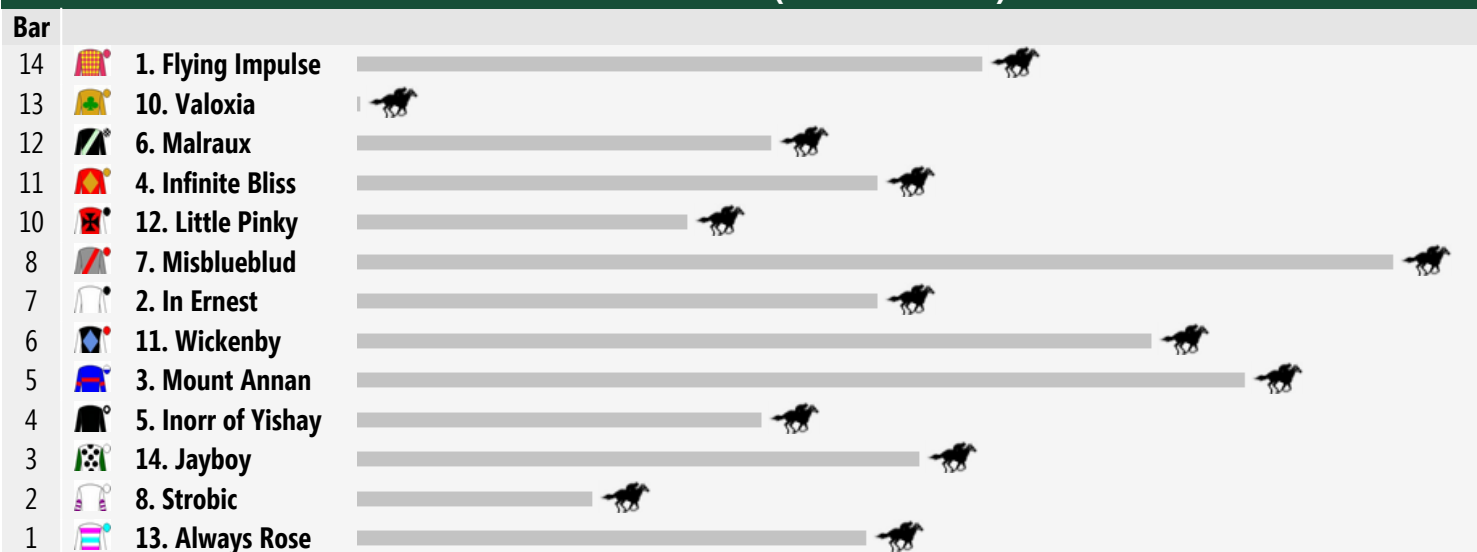 Bar
14 1. Flying Impulse
13 10. Valoxia
12 6. Malraux
11 4. Infinite Bliss
10 12. Little Pinky
8 7. Misblueblud
7 2. In Ernest
6 11. Wickenby
5 3. Mount Annan
4 5. Inorr of Yishay
3 14. Jayboy
2 8. Strobic
1 13. Always Rose